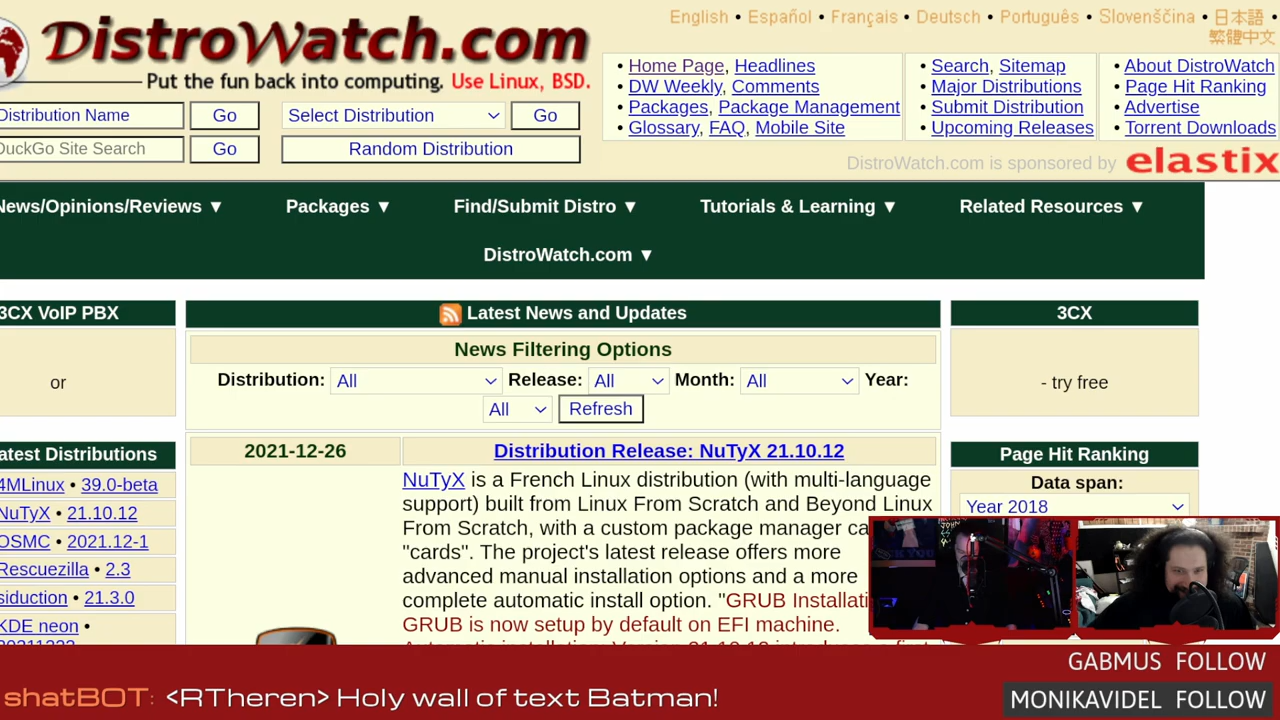 DistroWatch.com
Put the fun back into computing. Use Linux, BSD.
English • Español • Français • Deutsch • Português • Slovenščina • 日本語 •
繁體中文
Distribution Name
Go
Select Distribution
Go
DuckGo Site Search
Go
Random Distribution
• Home Page, Headlines
• DW Weekly, Comments
• Packages, Package Management
• Glossary, FAQ, Mobile Site
• Search, Sitemap
• Major Distributions
• Submit Distribution
• Upcoming Releases
• About DistroWatch
• Page Hit Ranking
• Advertise
• Torrent Downloads
DistroWatch.com is sponsored by elastix
News/Opinions/Reviews ▼
Packages ▼
Find/Submit Distro ▼
Tutorials & Learning ▼
Related Resources ▼
DistroWatch.com ▼
3CX VoIP PBX
or
atest Distributions
4MLinux • 39.0-beta
NuTyX • 21.10.12
OSMC • 2021.12-1
Rescuezilla • 2.3
siduction • 21.3.0
KDE neon •
Latest News and Updates
News Filtering Options
Distribution: All Release: All Month: All Year:
All Refresh
2021-12-26
Distribution Release: NuTyX 21.10.12
NuTyX is a French Linux distribution (with multi-language
support) built from Linux From Scratch and Beyond Linux
From Scratch, with a custom package manager ca
"cards". The project's latest release offers more
advanced manual installation options and a more
complete automatic install option. "GRUB Installati
GRUB is now setup by default on EFI machine.
3CX
- try free
Page Hit Ranking
Data span:
Year 2018
GABMUS FOLLOW
MONIKAVIDEL FOLLOW
shatBOT: <RTheren> Holy wall of text Batman!